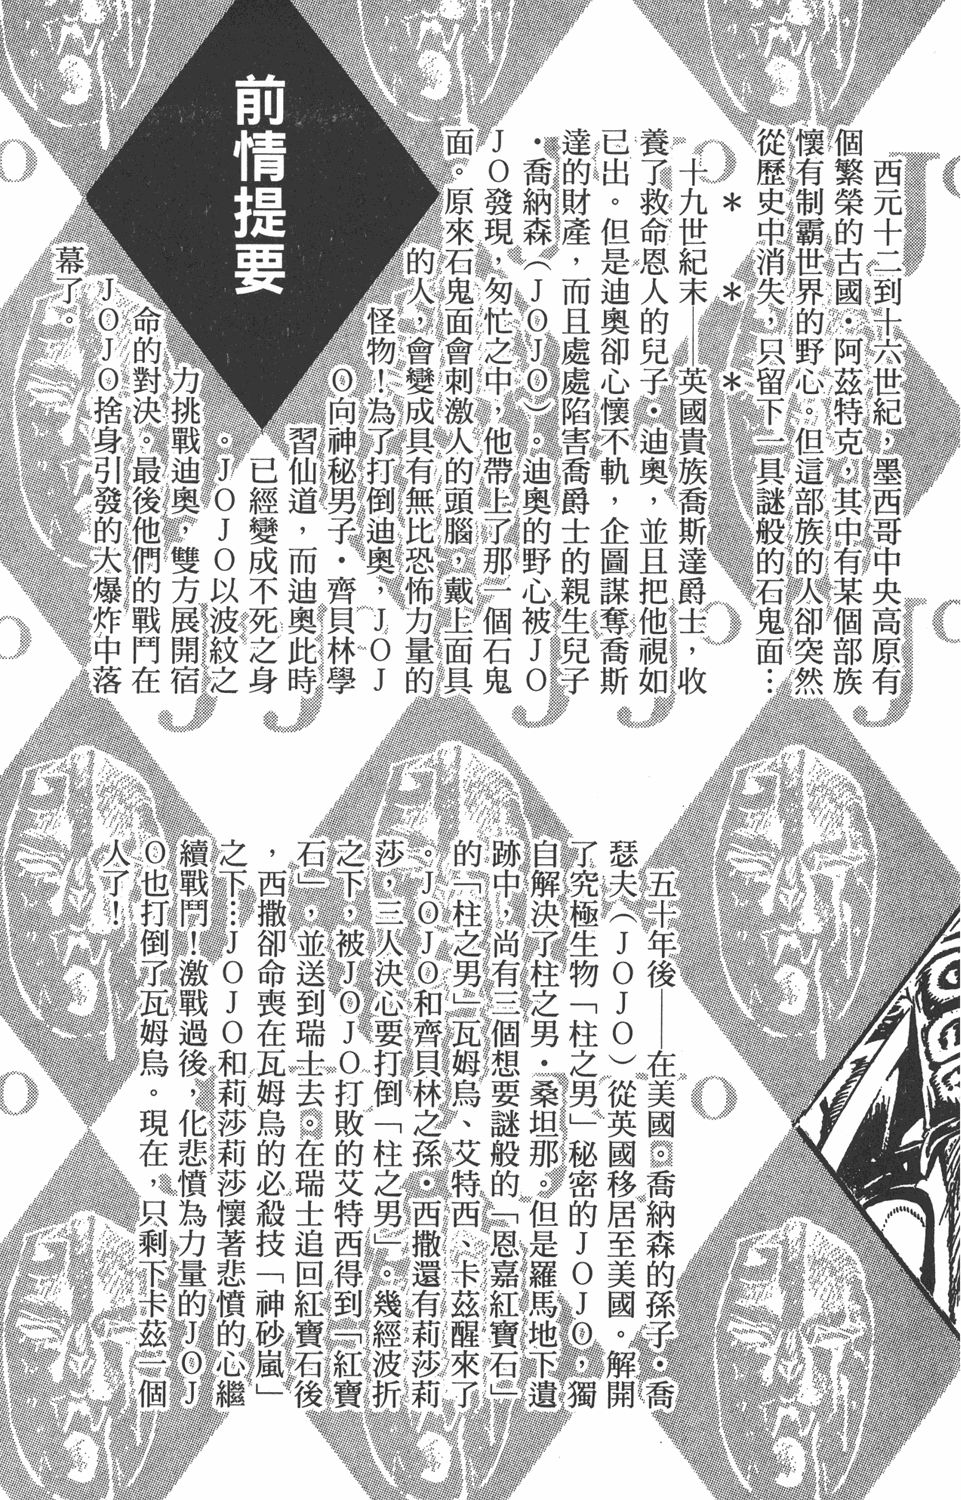 前情提要
西元十二到十六世紀，墨西哥中央高原有
個繁榮的古國・阿茲特克，其中有某個部族
懷有制霸世界的野心。但這部族的人卻突然
從歷史中消失，只留下一具謎般的石鬼面…
＊　＊　＊
十九世紀末——英國貴族喬斯達爵士，收
養了救命恩人的兒子・迪奧，並且把他視如
已出。但是迪奧卻心懷不軌，企圖謀奪喬斯
達的財產，而且處處陷害喬爵士的親生兒子
・喬納森（ＪＯＪＯ）。迪奧的野心被ＪＯ
ＪＯ發現，匆忙之中，他帶上了那一個石鬼
面。原來石鬼面會刺激人的頭腦，戴上面具
的人，會變成具有無比恐怖力量的
怪物！為了打倒迪奧，ＪＯＪ
Ｏ向神秘男子・齊貝林學
習仙道，而迪奧此時
已經變成不死之身
。ＪＯＪＯ以波紋之
力挑戰迪奧，雙方展開宿
命的對決。最後他們的戰鬥在
ＪＯＪＯ捨身引發的大爆炸中落
幕了。
五十年後——在美國。喬納森的孫子・喬
瑟夫（ＪＯＪＯ）從英國移居至美國。解開
了究極生物「柱之男」秘密的ＪＯＪＯ，獨
自解決了柱之男・桑坦那。但是羅馬地下遺
跡中，尚有三個想要謎般的「恩嘉紅寶石」
的「柱之男」瓦姆烏、艾特西、卡茲醒來了
。ＪＯＪＯ和齊貝林之孫・西撒還有莉莎莉
莎，三人決心要打倒「柱之男」。幾經波折
之下，被ＪＯＪＯ打敗的艾特西得到「紅寶
石」，並送到瑞士去。在瑞士追回紅寶石後
，西撒卻命喪在瓦姆烏的必殺技「神砂嵐」
之下…ＪＯＪＯ和莉莎莉莎懷著悲憤的心繼
續戰鬥！激戰過後，化悲憤為力量的ＪＯＪ
Ｏ也打倒了瓦姆烏。現在，只剩下卡茲一個
人了！